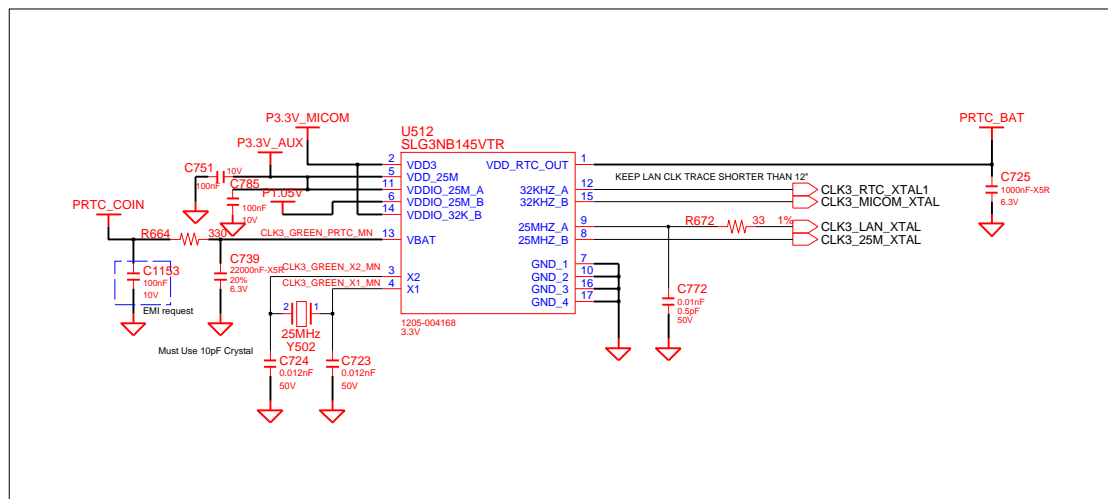 P3.3V_MICOM
P3.3V_AUX
C751
10V
100nF
C785
100nF
10V
P1.05V
PRTC_COIN
R664
330
CLK3_GREEN_PRTC_MN
C1153
100nF
10V
EMI request
C739
22000nF-X5R
20%
6.3V
CLK3_GREEN_X2_MN
CLK3_GREEN_X1_MN
2
1
25MHz
Y502
Must Use 10pF Crystal
C724
0.012nF
50V
C723
0.012nF
50V
U512
SLG3NB145VTR
2 VDD3
5 VDD_25M
11 VDDIO_25M_A
6 VDDIO_25M_B
14 VDDIO_32K_B
13 VBAT
3 X2
4 X1
VDD_RTC_OUT 1
32KHZ_A 12
32KHZ_B 15
25MHZ_A 9
25MHZ_B 8
GND_1 7
GND_2 10
GND_3 16
GND_4 17
1205-004168
3.3V
KEEP LAN CLK TRACE SHORTER THAN 12"
PRTC_BAT
C725
1000nF-X5R
6.3V
CLK3_RTC_XTAL1
CLK3_MICOM_XTAL
R672
33
1%
CLK3_LAN_XTAL
CLK3_25M_XTAL
C772
0.01nF
0.5pF
50V